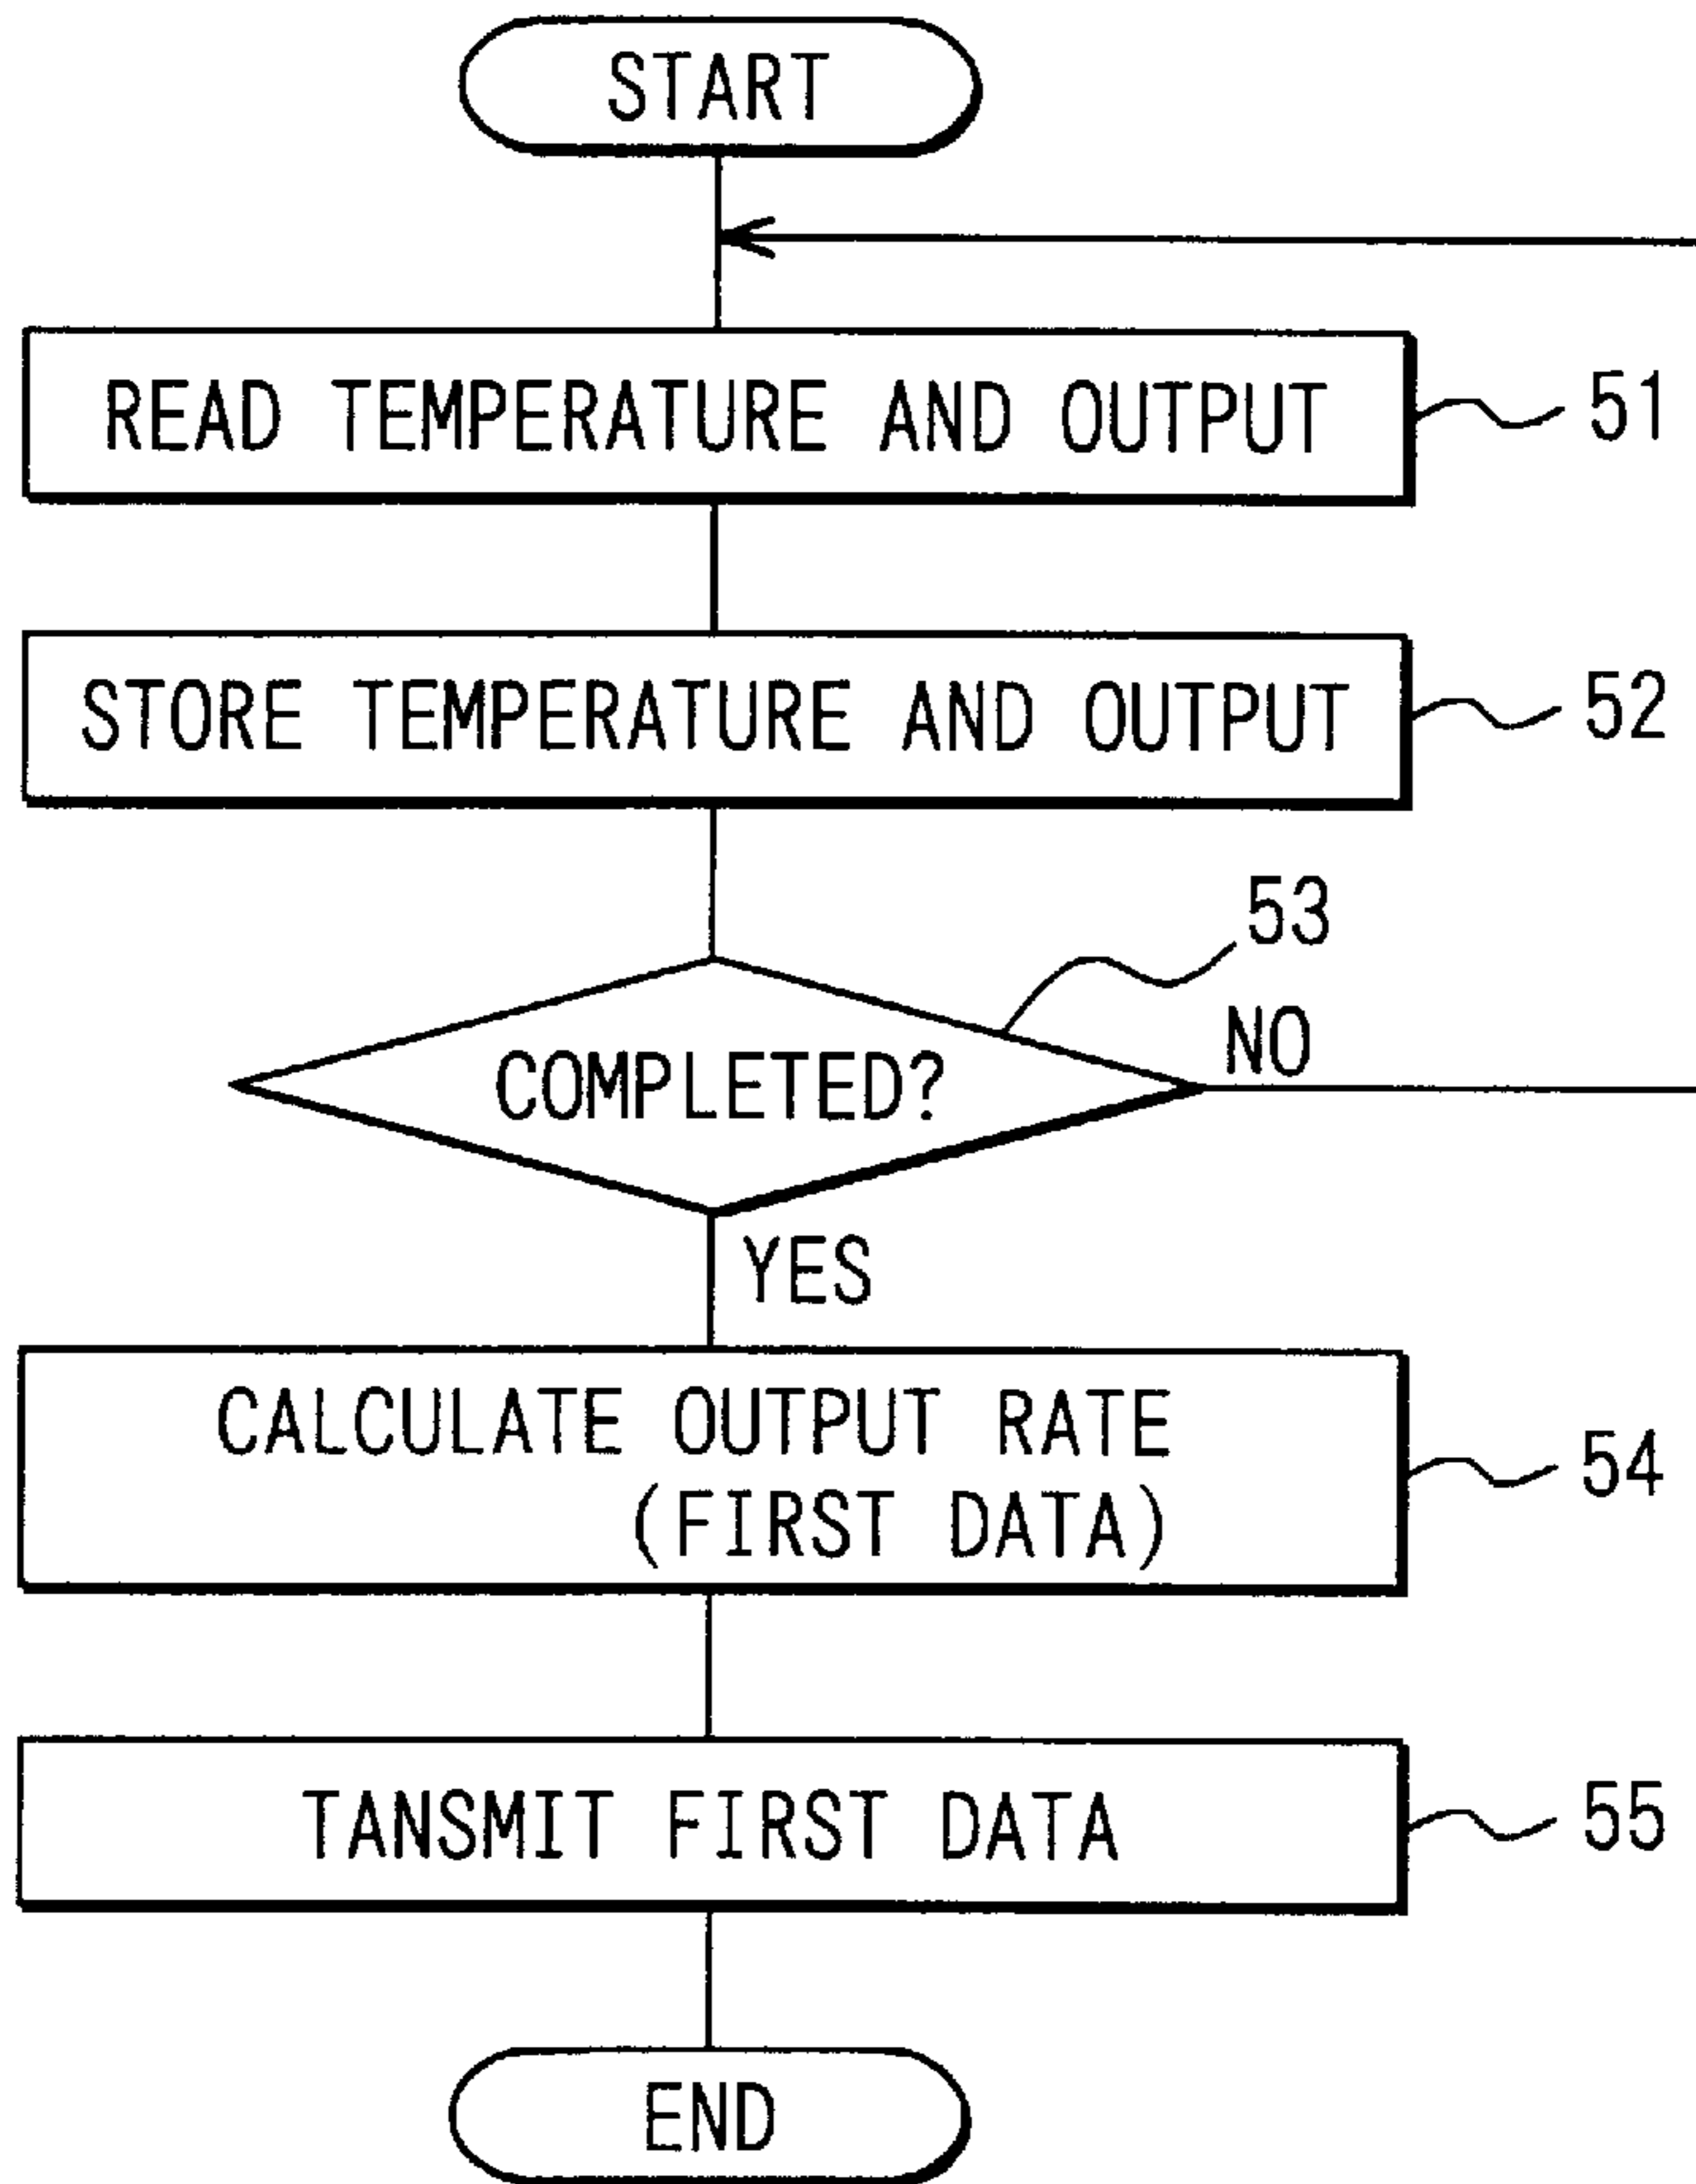 START
READ TEMPERATURE AND OUTPUT
51
STORE TEMPERATURE AND OUTPUT
52
53
COMPLETED?
NO
YES
CALCULATE OUTPUT RATE
(FIRST DATA)
54
TANSMIT FIRST DATA
55
END